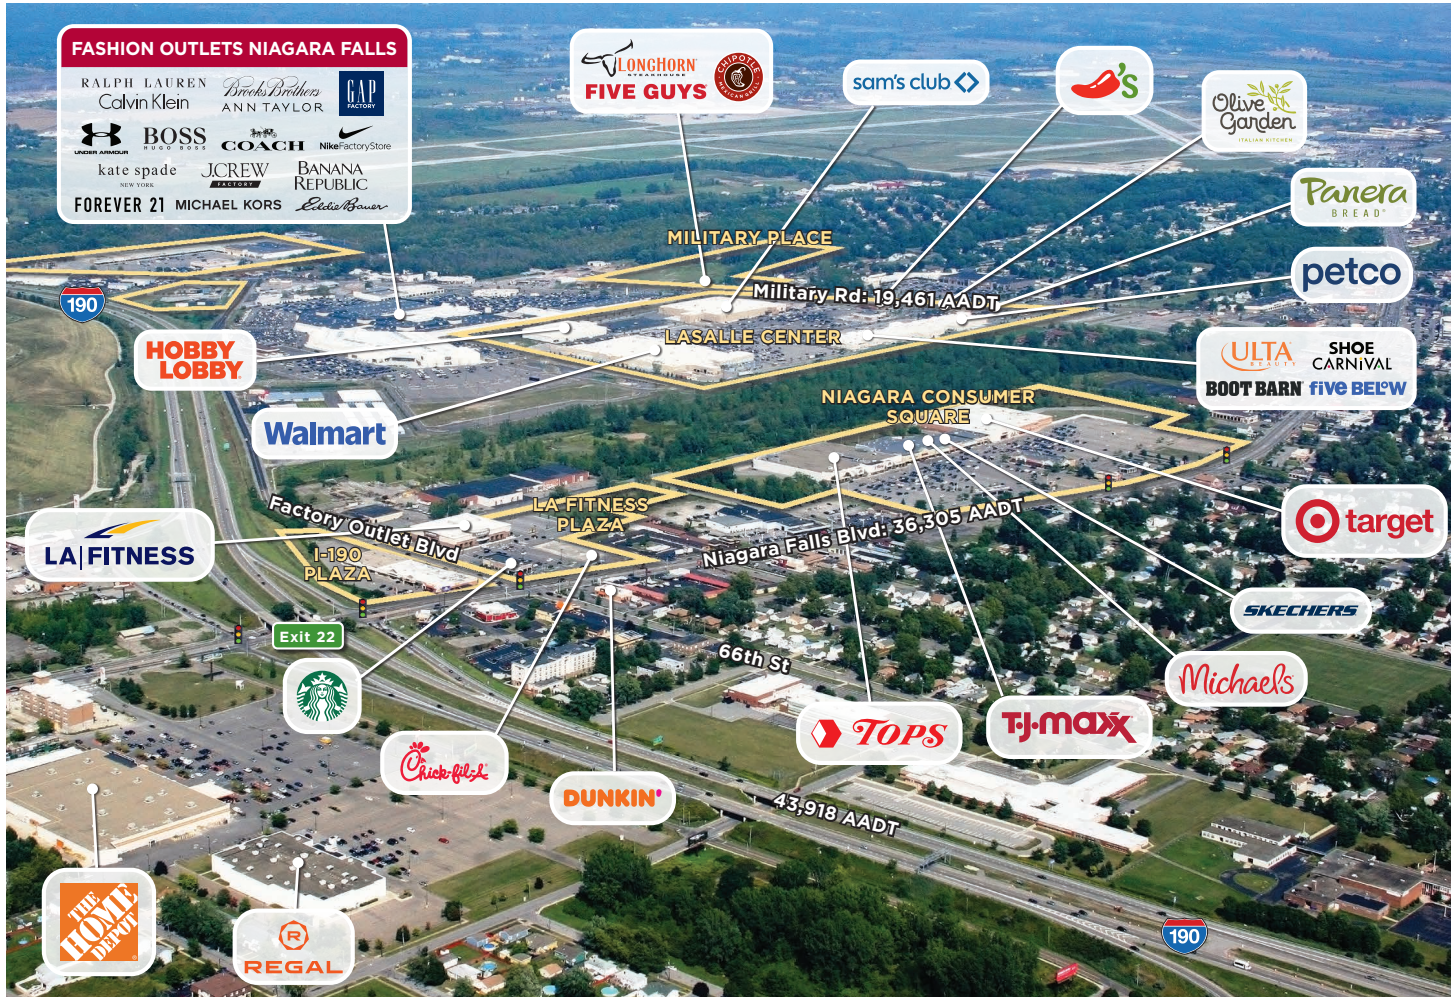 FASHION OUTLETS NIAGARA FALLS
RALPH LAUREN
Brooks Brothers
GAP
FACTORY
Calvin Klein
ANN TAYLOR
UNDER ARMOUR
BOSS
HUGO BOSS
COACH
NikeFactoryStore
kate spade
NEW YORK
J.CREW
FACTORY
BANANA
REPUBLIC
FOREVER 21
MICHAEL KORS
Eddie Bauer
LONGHORN
STEAKHOUSE
FIVE GUYS
CHIPOTLE
MEXICAN GRILL
sam's club
's
Olive
Garden
ITALIAN KITCHEN
Panera
BREAD
petco
MILITARY PLACE
Military Rd: 19,461 AADT
190
LASALLE CENTER
HOBBY
LOBBY
Walmart
ULTA
BEAUTY
SHOE
CARNiVAL
BOOT BARN
five BELOW
NIAGARA CONSUMER
SQUARE
LA FITNESS
PLAZA
Factory Outlet Blvd
Niagara Falls Blvd: 36,305 AADT
LA|FITNESS
I-190
PLAZA
target
Exit 22
66th St
SKECHERS
Michaels
TOPS
T·J·maxx
Chick-fil-A
DUNKIN'
43,918 AADT
THE
HOME
DEPOT
R
REGAL
190